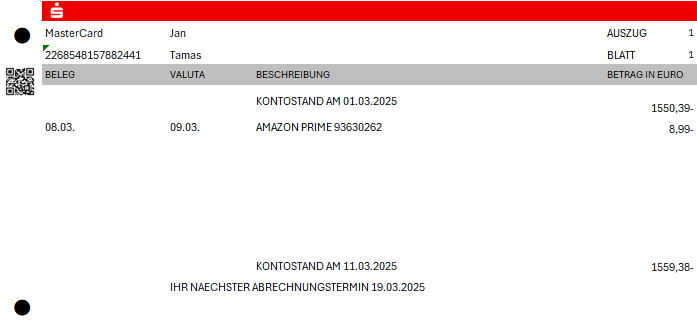 MasterCard Jan AUSZUG 1
2268548157882441 Tamas BLATT 1
BELEG VALUTA BESCHREIBUNG BETRAG IN EURO
KONTOSTAND AM 01.03.2025 1550,39-
08.03. 09.03. AMAZON PRIME 93630262 8,99-
KONTOSTAND AM 11.03.2025 1559,38-
IHR NAECHSTER ABRECHNUNGSTERMIN 19.03.2025